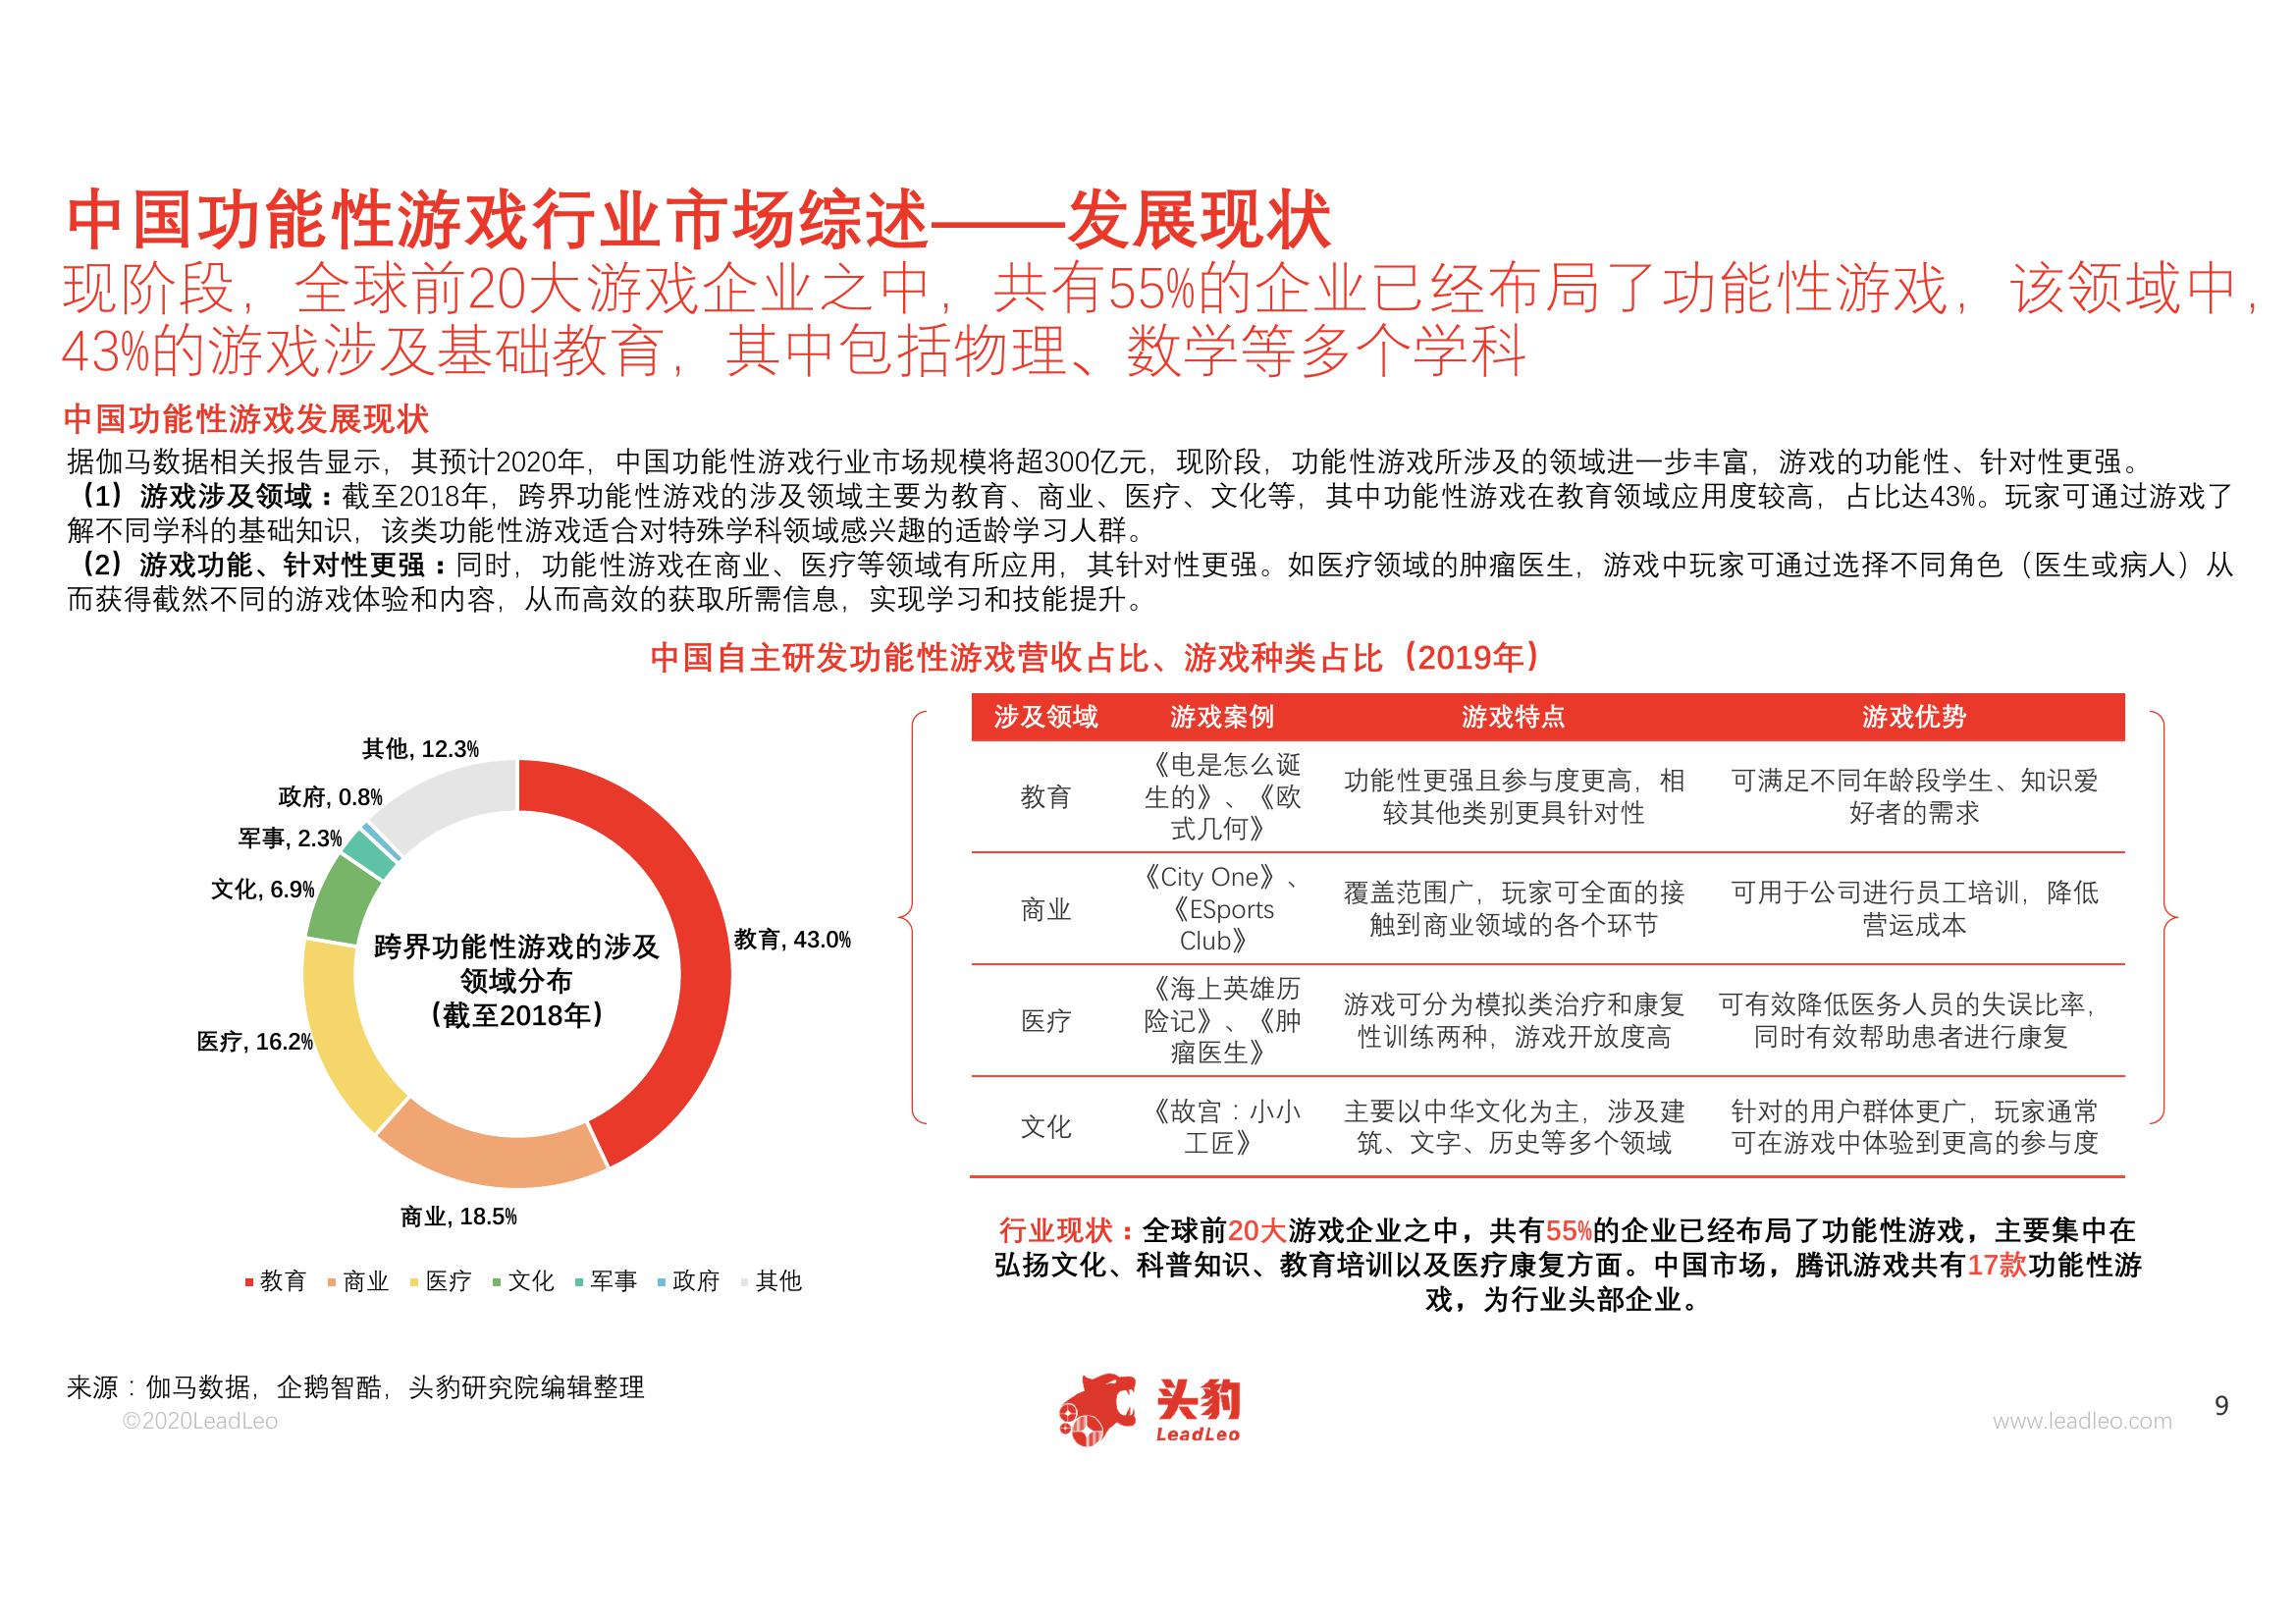 中国功能性游戏行业市场综述——发展现状
现阶段，全球前20大游戏企业之中，共有55%的企业已经布局了功能性游戏，该领域中，
43%的游戏涉及基础教育，其中包括物理、数学等多个学科
中国功能性游戏发展现状
据伽马数据相关报告显示，其预计2020年，中国功能性游戏行业市场规模将超300亿元，现阶段，功能性游戏所涉及的领域进一步丰富，游戏的功能性、针对性更强。
（1）游戏涉及领域：截至2018年，跨界功能性游戏的涉及领域主要为教育、商业、医疗、文化等，其中功能性游戏在教育领域应用度较高，占比达43%。玩家可通过游戏了
解不同学科的基础知识，该类功能性游戏适合对特殊学科领域感兴趣的适龄学习人群。
（2）游戏功能、针对性更强：同时，功能性游戏在商业、医疗等领域有所应用，其针对性更强。如医疗领域的肿瘤医生，游戏中玩家可通过选择不同角色（医生或病人）从
而获得截然不同的游戏体验和内容，从而高效的获取所需信息，实现学习和技能提升。
中国自主研发功能性游戏营收占比、游戏种类占比（2019年）
其他, 12.3%
政府, 0.8%
军事, 2.3%
文化, 6.9%
医疗, 16.2%
商业, 18.5%
教育, 43.0%
跨界功能性游戏的涉及
领域分布
（截至2018年）
教育 商业 医疗 文化 军事 政府 其他
涉及领域 游戏案例 游戏特点 游戏优势
教育
《电是怎么诞
生的》、《欧
式几何》
功能性更强且参与度更高，相
较其他类别更具针对性
可满足不同年龄段学生、知识爱
好者的需求
商业
《City One》、
《ESports
Club》
覆盖范围广，玩家可全面的接
触到商业领域的各个环节
可用于公司进行员工培训，降低
营运成本
医疗
《海上英雄历
险记》、《肿
瘤医生》
游戏可分为模拟类治疗和康复
性训练两种，游戏开放度高
可有效降低医务人员的失误比率，
同时有效帮助患者进行康复
文化
《故宫：小小
工匠》
主要以中华文化为主，涉及建
筑、文字、历史等多个领域
针对的用户群体更广，玩家通常
可在游戏中体验到更高的参与度
行业现状：全球前20大游戏企业之中，共有55%的企业已经布局了功能性游戏，主要集中在
弘扬文化、科普知识、教育培训以及医疗康复方面。中国市场，腾讯游戏共有17款功能性游
戏，为行业头部企业。
来源：伽马数据，企鹅智酷，头豹研究院编辑整理
©2020LeadLeo
头豹
LeadLeo
www.leadleo.com
9